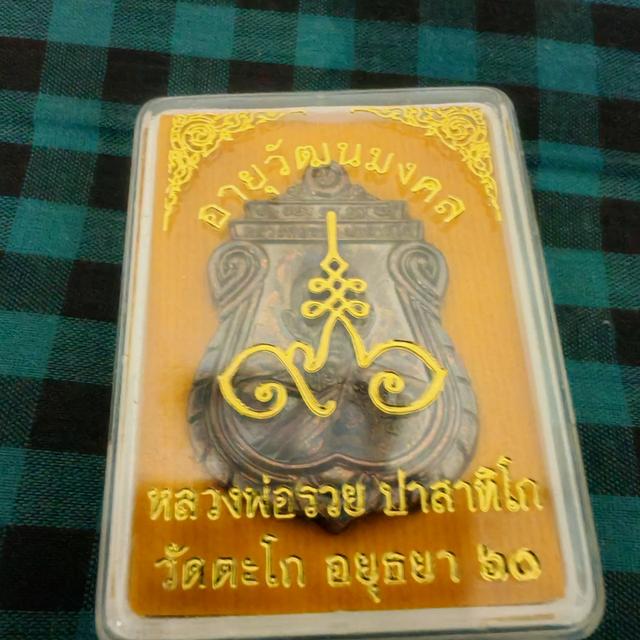 อายุวัฒนมงคล
หลวงพ่อรวย ปาสาทิโก
วัดตะโก อยุธยา ๖๐